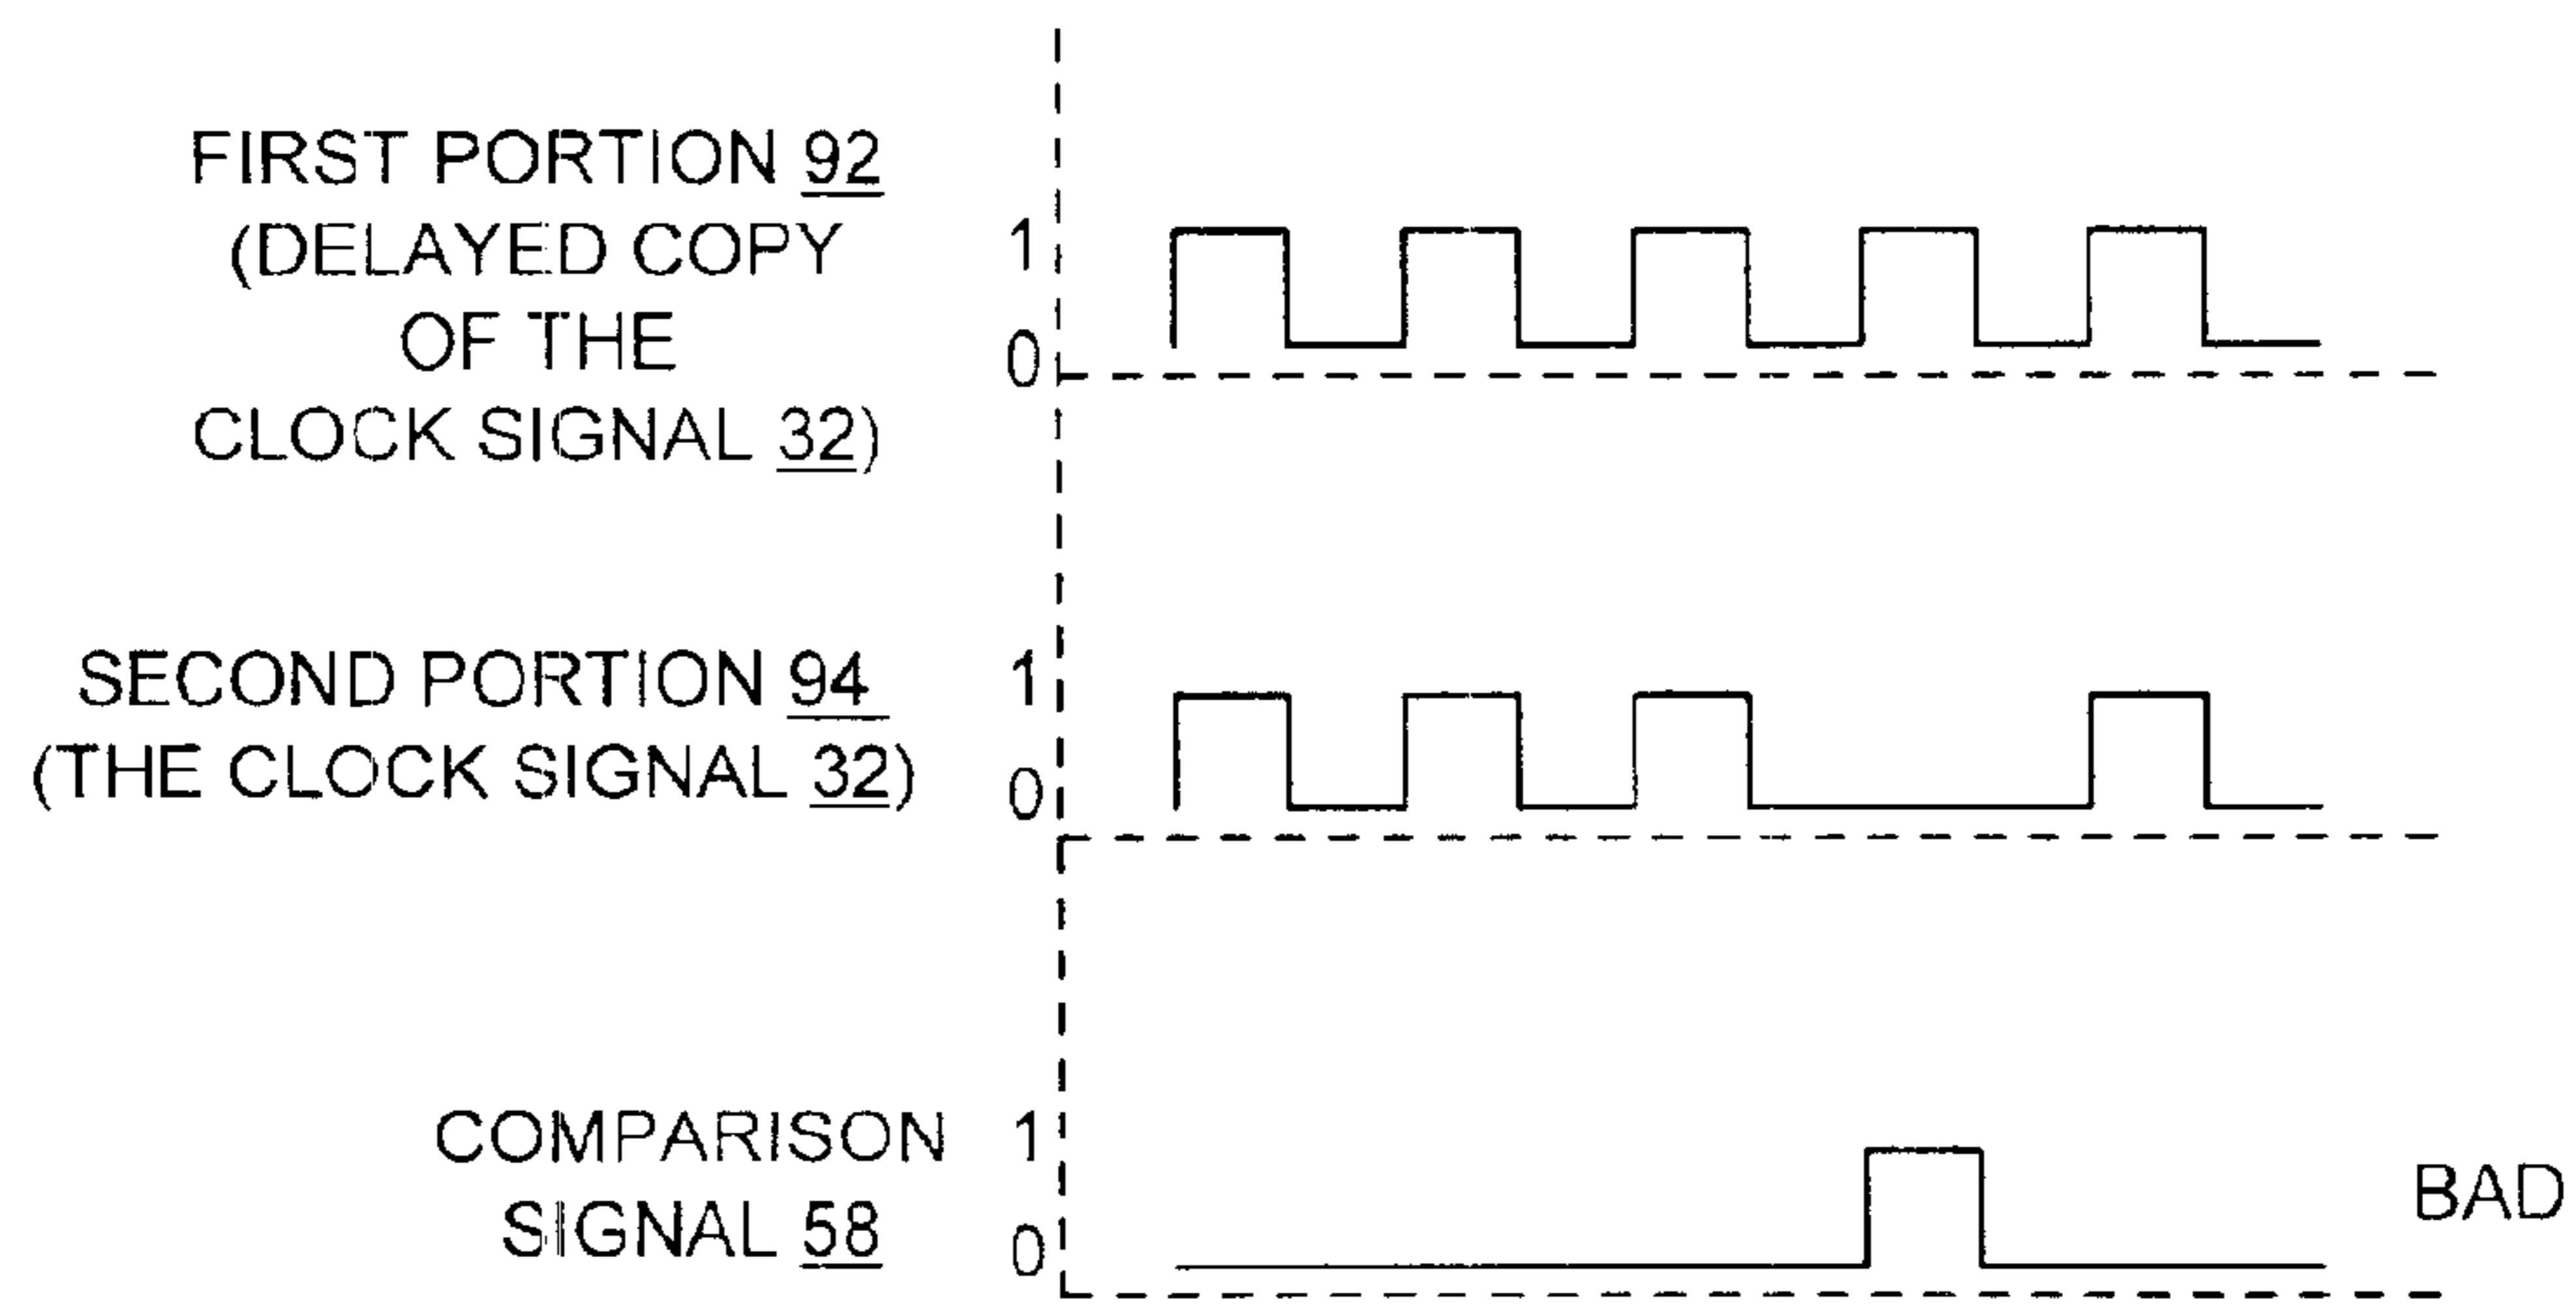 FIRST PORTION 92
(DELAYED COPY
OF THE
CLOCK SIGNAL 32)
1
0
SECOND PORTION 94
(THE CLOCK SIGNAL 32)
1
0
COMPARISON
SIGNAL 58
1
0
BAD